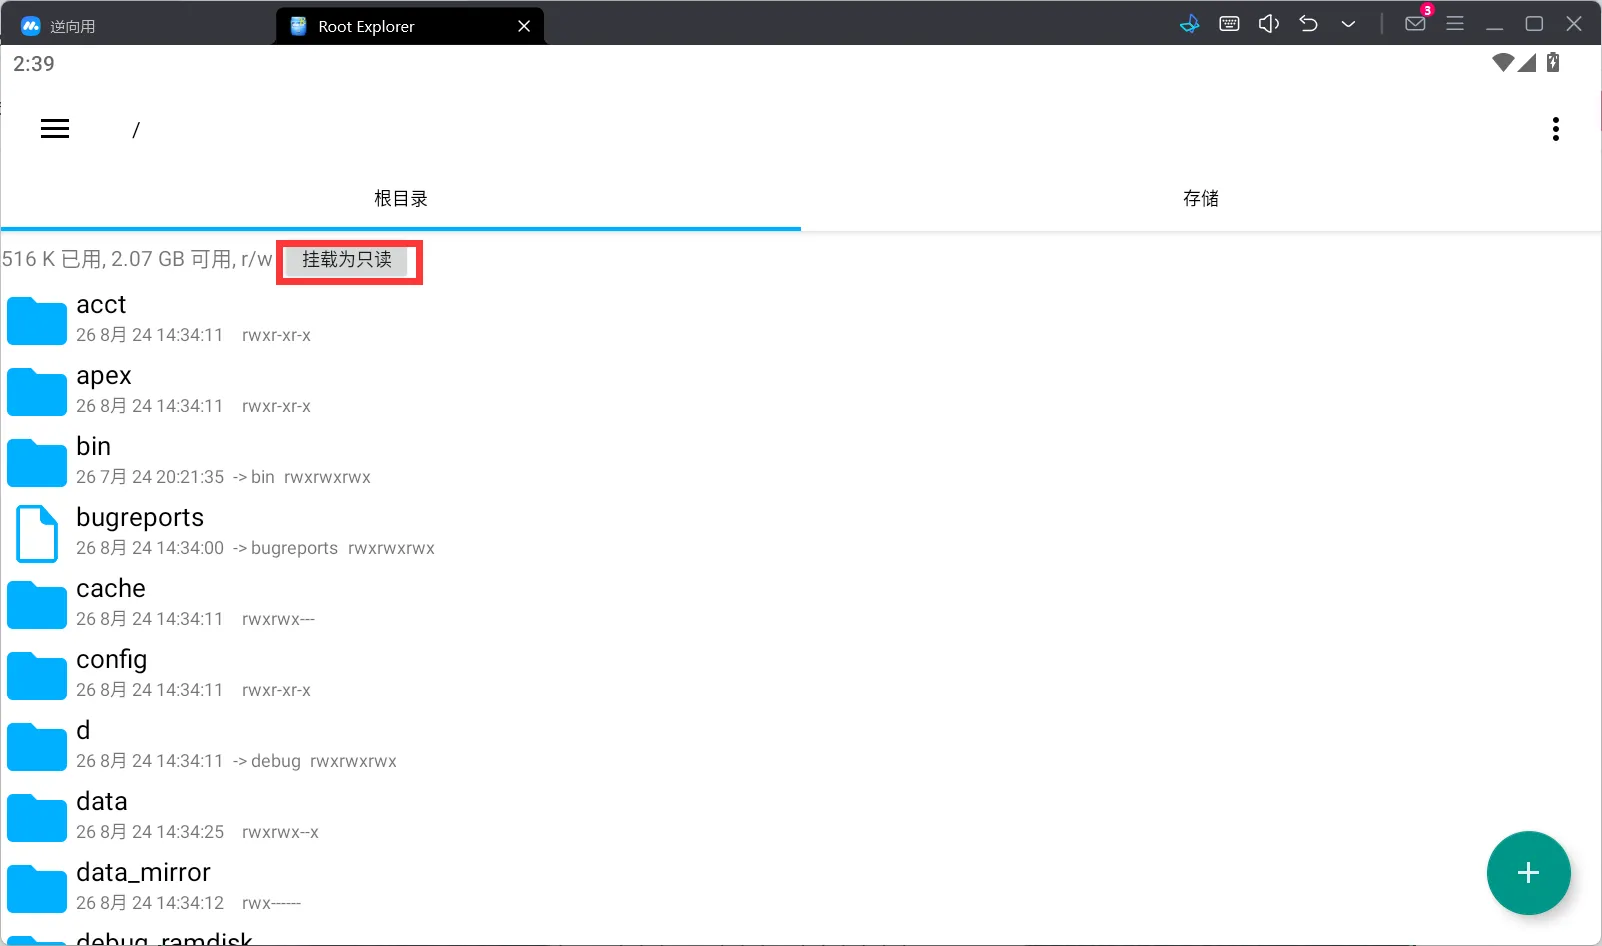 逆向用
Root Explorer
3
2:39
/
根目录
存储
516 K 已用, 2.07 GB 可用, r/w
挂载为只读
acct
26 8月 24 14:34:11 rwxr-xr-x
apex
26 8月 24 14:34:11 rwxr-xr-x
bin
26 7月 24 20:21:35 -> bin rwxrwxrwx
bugreports
26 8月 24 14:34:00 -> bugreports rwxrwxrwx
cache
26 8月 24 14:34:11 rwxrwx---
config
26 8月 24 14:34:11 rwxr-xr-x
d
26 8月 24 14:34:11 -> debug rwxrwxrwx
data
26 8月 24 14:34:25 rwxrwx--x
data_mirror
26 8月 24 14:34:12 rwx------
debug_ramdisk